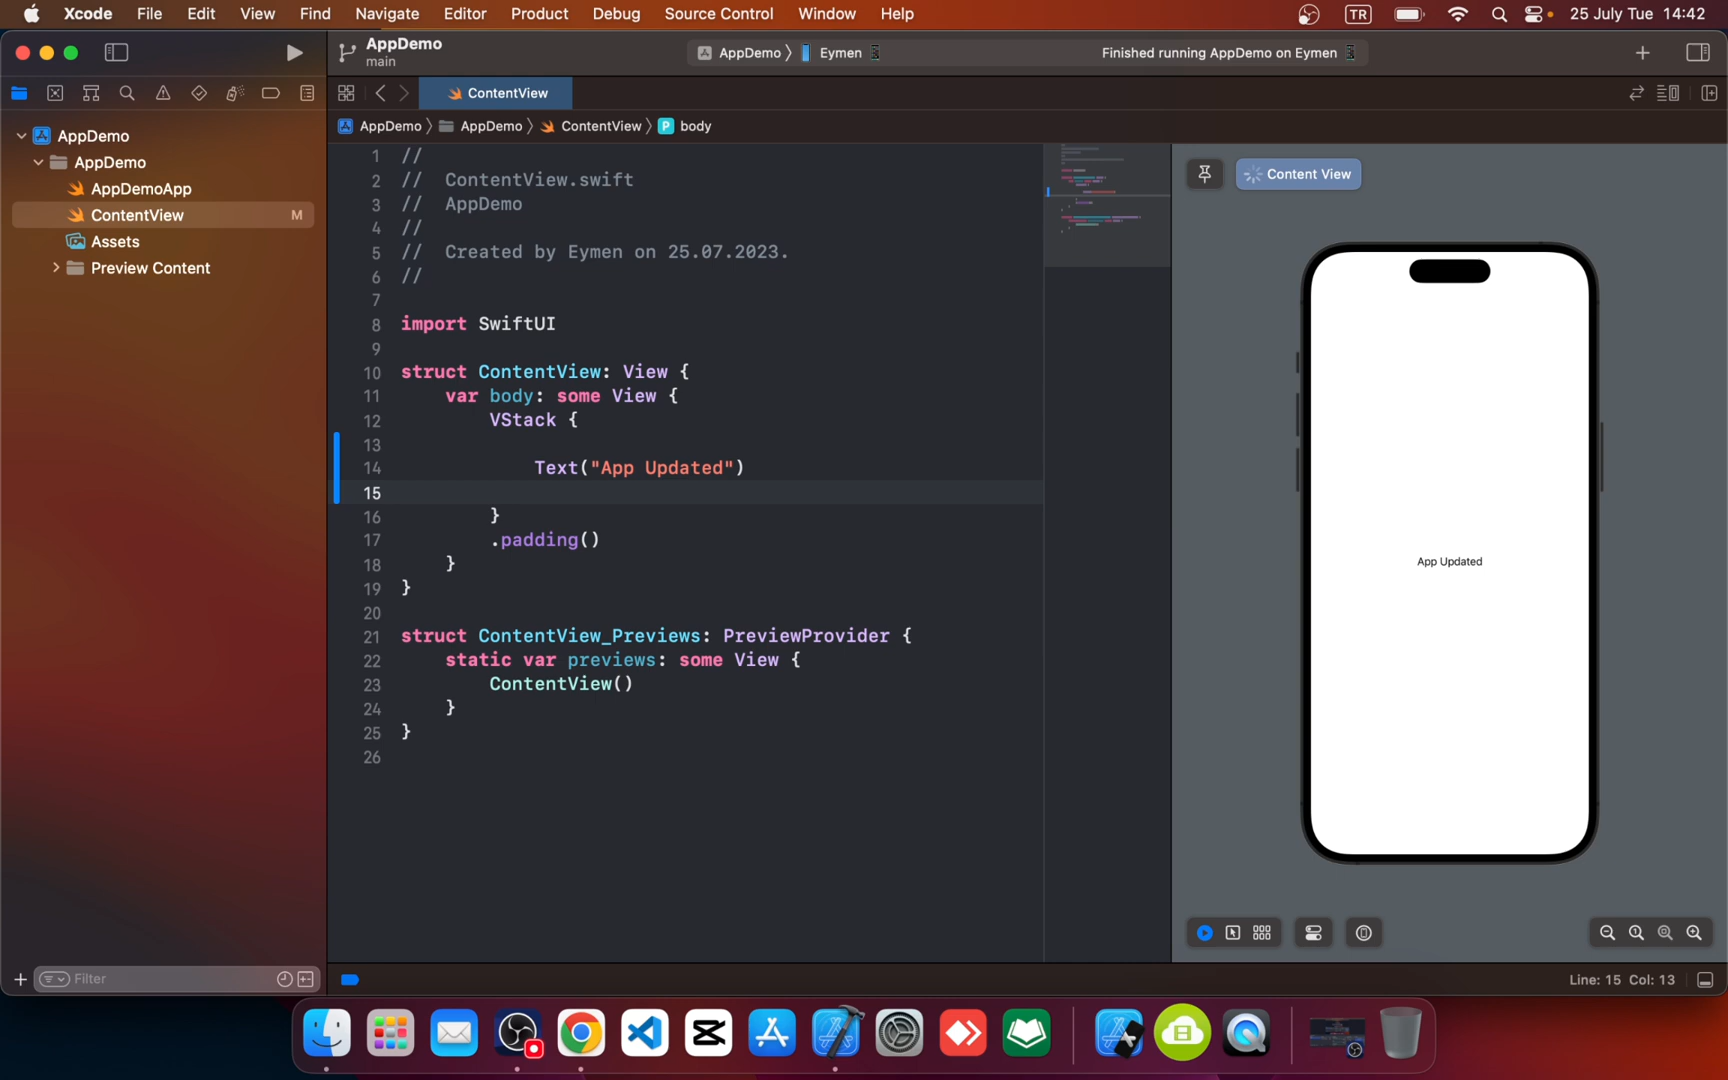 Xcode File Edit View Find Navigate Editor Product Debug Source Control Window Help TR 25 July Tue 14:42
AppDemo
main
AppDemo Eymen Finished running AppDemo on Eymen
ContentView
AppDemo AppDemo ContentView P body
AppDemo
AppDemo
AppDemoApp
ContentView M
Assets
Preview Content
1 //
2 // ContentView.swift
3 // AppDemo
4 //
5 // Created by Eymen on 25.07.2023.
6 //
7
8 import SwiftUI
9
10 struct ContentView: View {
11 var body: some View {
12 VStack {
13
14 Text("App Updated")
15
16 }
17 .padding()
18 }
19 }
20
21 struct ContentView_Previews: PreviewProvider {
22 static var previews: some View {
23 ContentView()
24 }
25 }
26
Content View
App Updated
Filter
Line: 15 Col: 13